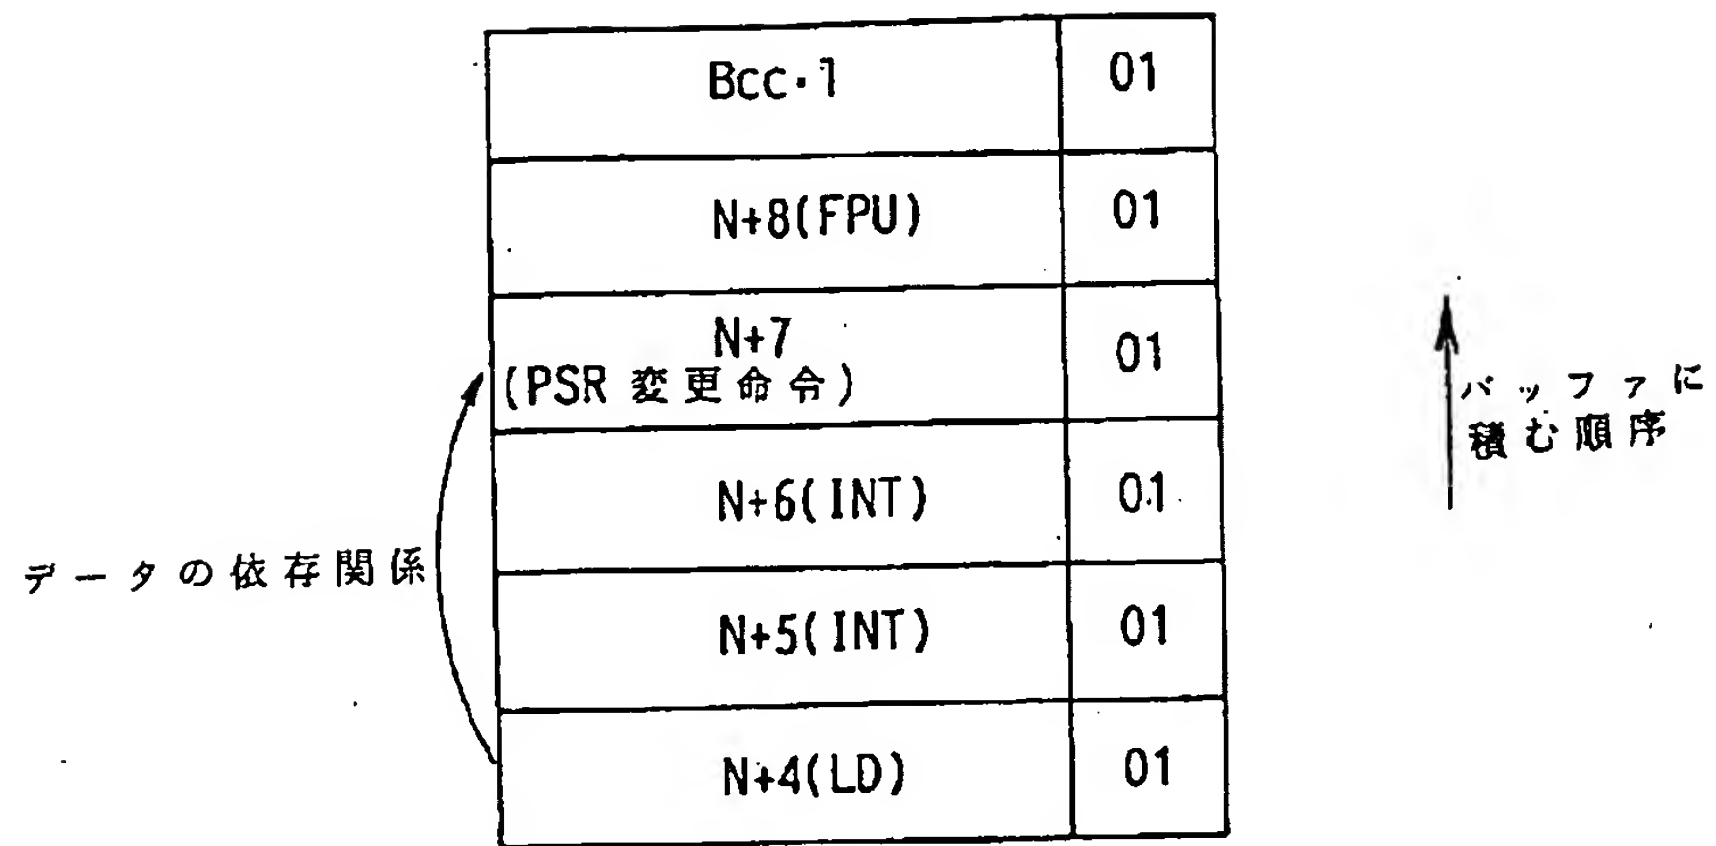 Bcc・1 01
N+8(FPU) 01
N+7
(PSR 変更命令) 01
バッファに
積む順序
N+6(INT) 01
データの依存関係
N+5(INT) 01
N+4(LD) 01